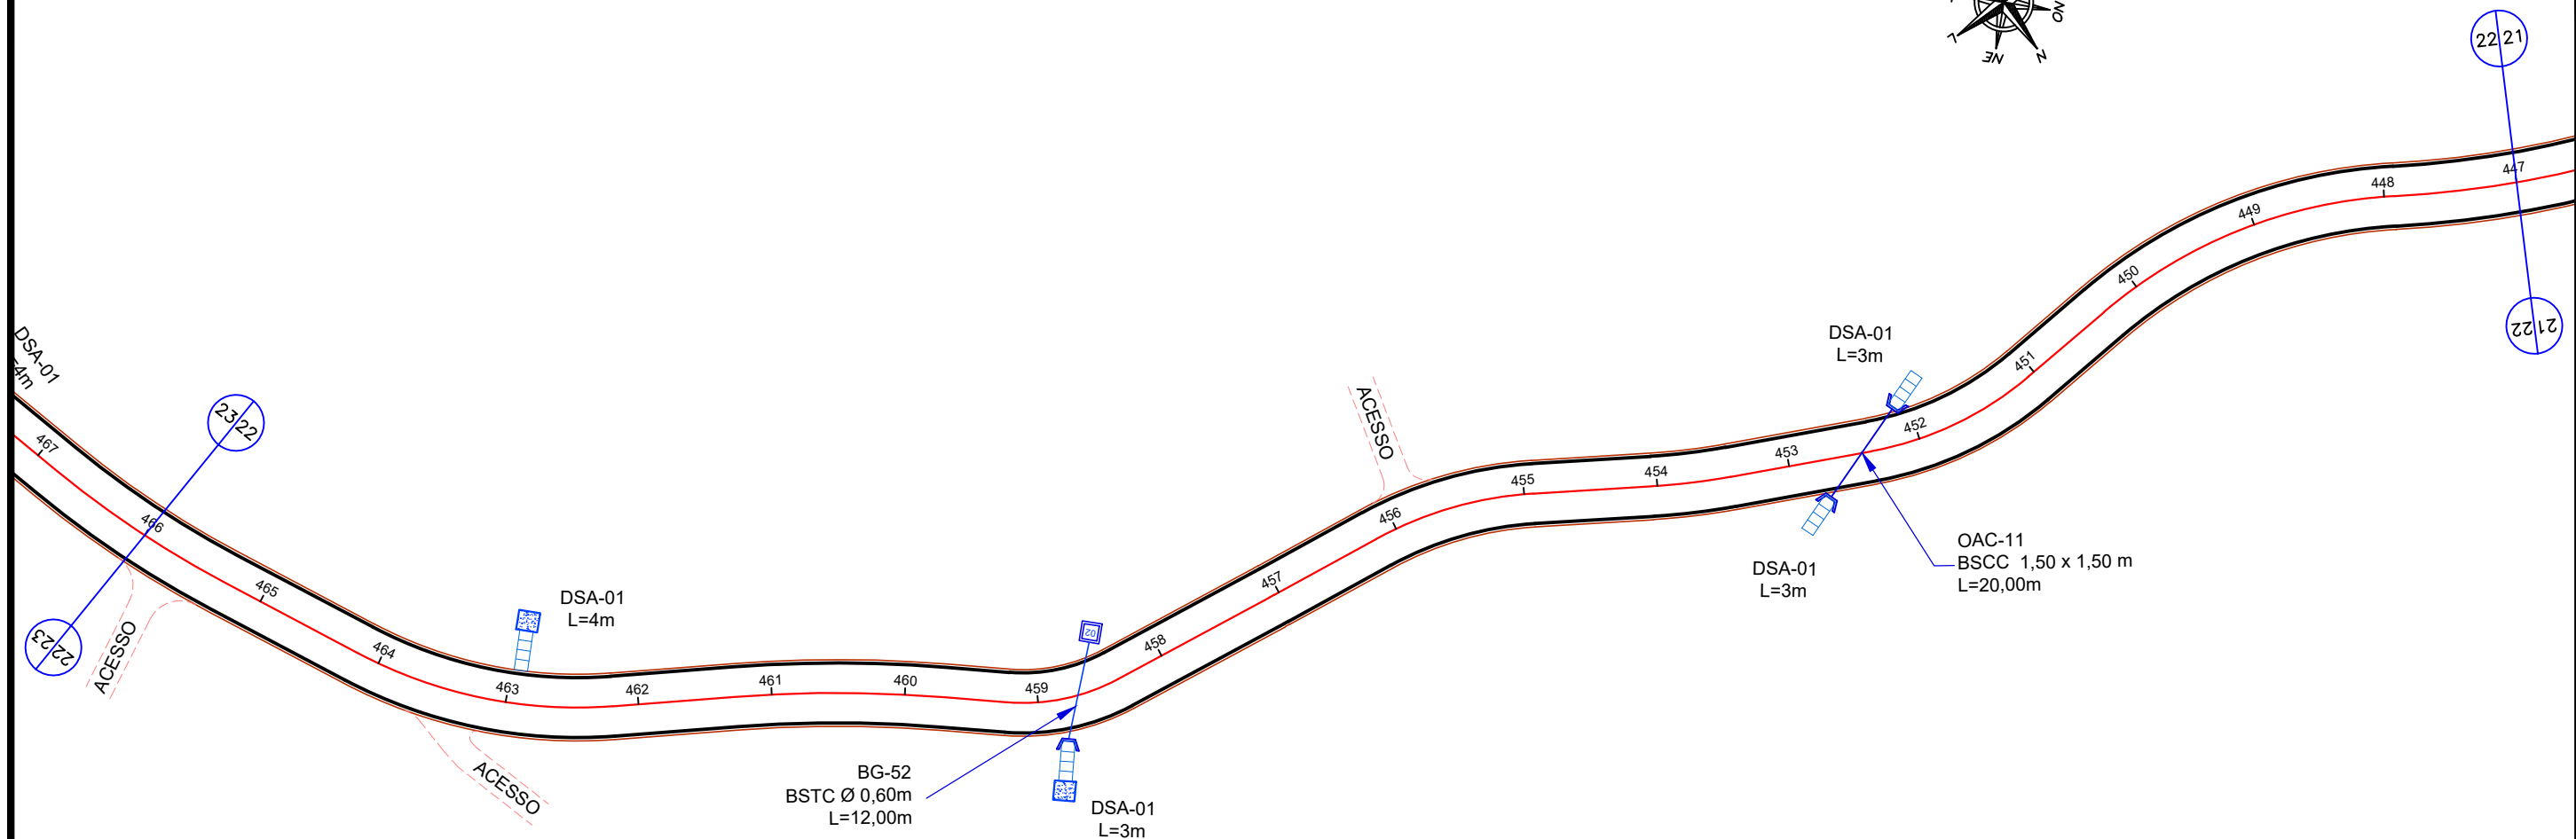 NO
N
NE
L
22 21
21 22
447
448
449
450
451
452
453
454
455
456
457
458
459
460
461
462
463
464
465
466
467
DSA-01
L=3m
DSA-01
L=3m
OAC-11
BSCC 1,50 x 1,50 m
L=20,00m
ACESSO
02
BG-52
BSTC Ø 0,60m
L=12,00m
DSA-01
L=3m
DSA-01
L=4m
ACESSO
ACESSO
23 22
22 23
DSA-01
4m